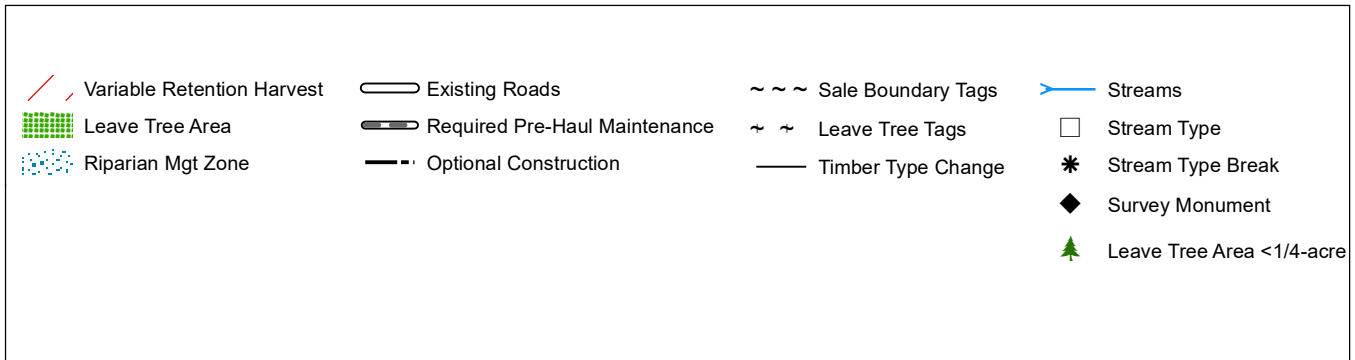 Variable Retention Harvest
Leave Tree Area
Riparian Mgt Zone
Existing Roads
Required Pre-Haul Maintenance
Optional Construction
Sale Boundary Tags
Leave Tree Tags
Timber Type Change
Streams
Stream Type
Stream Type Break
Survey Monument
Leave Tree Area <1/4-acre